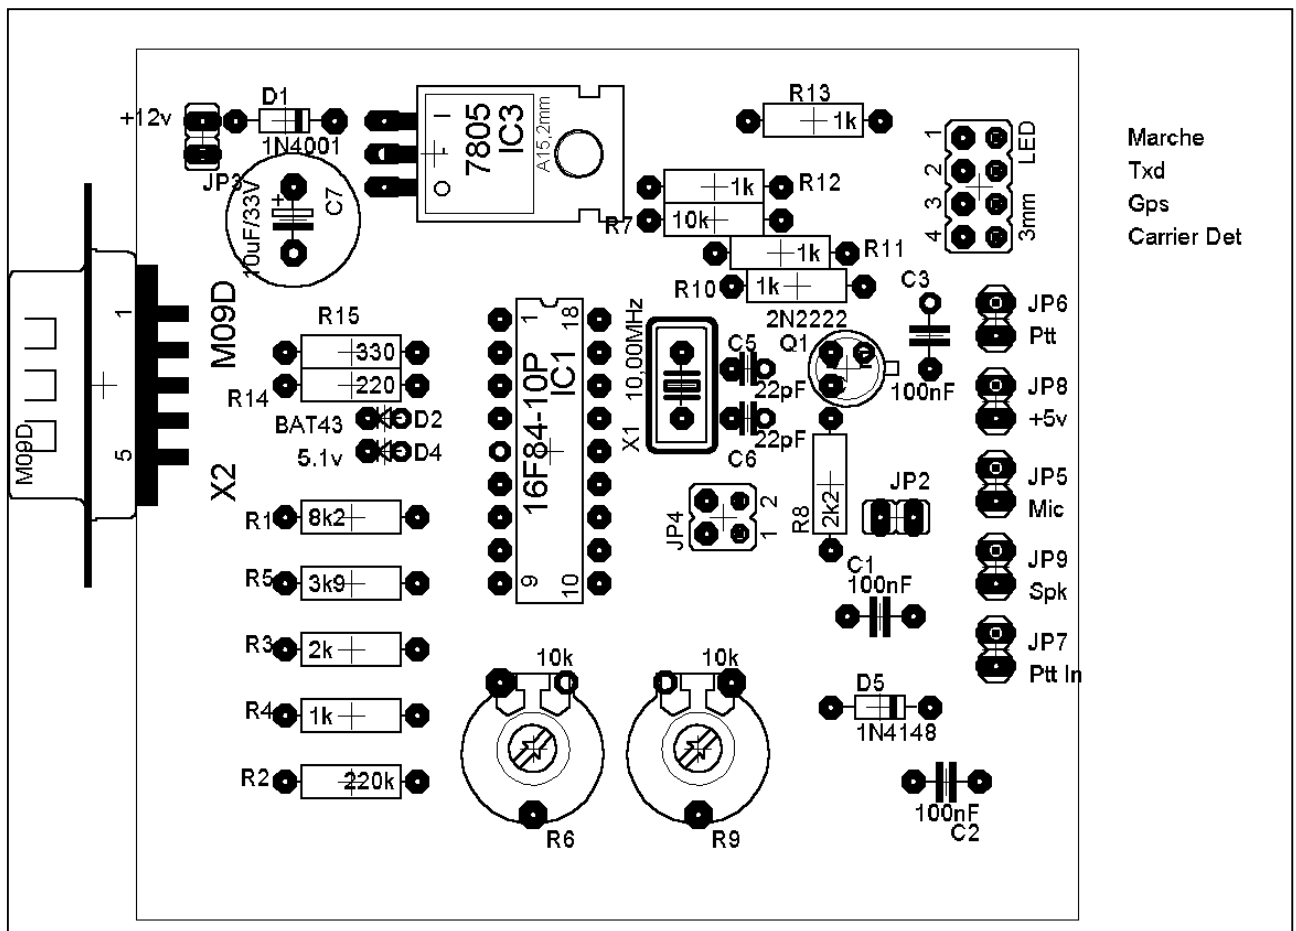 D1
+12v
1N4001
JP3
10uF/33V
+
C7
I
O
7805
IC3
A15,2mm
R13
1k
1k
R12
R7
10k
1k
R11
R10
1k
2N2222
Q1
C3
100nF
1
2
3
4
LED
3mm
Marche
Txd
Gps
Carrier Det
JP6
Ptt
JP8
+5v
JP5
Mic
JP9
Spk
JP7
Ptt In
M09D
1
5
M09D
X2
R15
330
220
R14
BAT43
D2
5.1v
D4
R1
8k2
R5
3k9
R3
2k
R4
1k
R2
220k
1
18
16F84-10P
IC1
9
10
10,00MHz
X1
C5
22pF
22pF
C6
JP4
2
1
R8
2k2
JP2
C1
100nF
D5
1N4148
100nF
C2
10k
R6
10k
R9